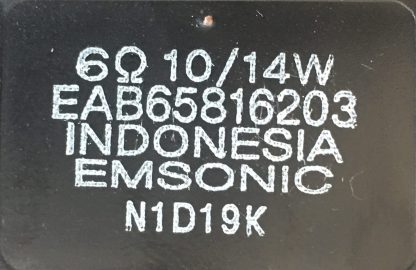 6Ω 10/14W
EAB65816203
INDONESIA
EMSONIC
N1D19K